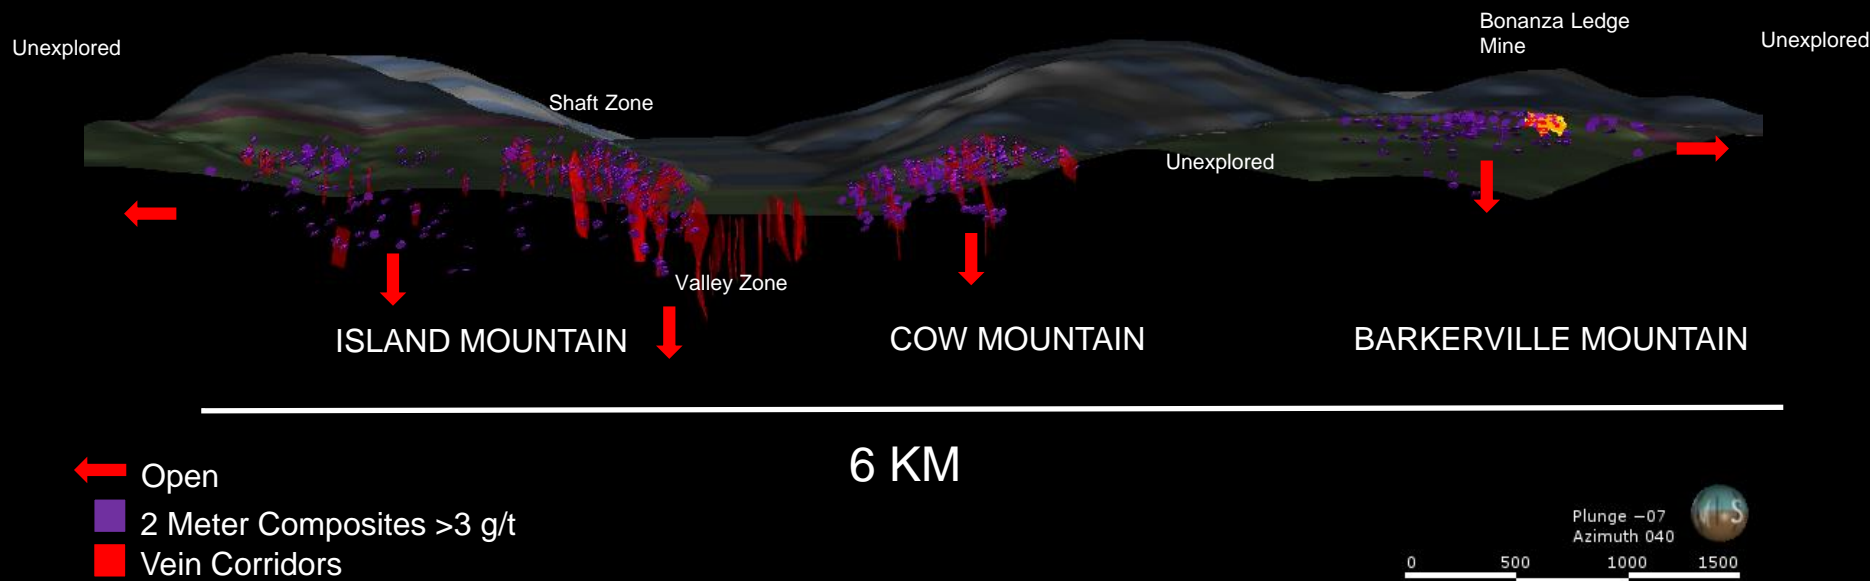 Unexplored
Bonanza Ledge
Mine
Unexplored
Shaft Zone
Unexplored
Valley Zone
ISLAND MOUNTAIN
COW MOUNTAIN
BARKERVILLE MOUNTAIN
6 KM
Open
2 Meter Composites >3 g/t
Vein Corridors
Plunge −07
Azimuth 040
0 500 1000 1500